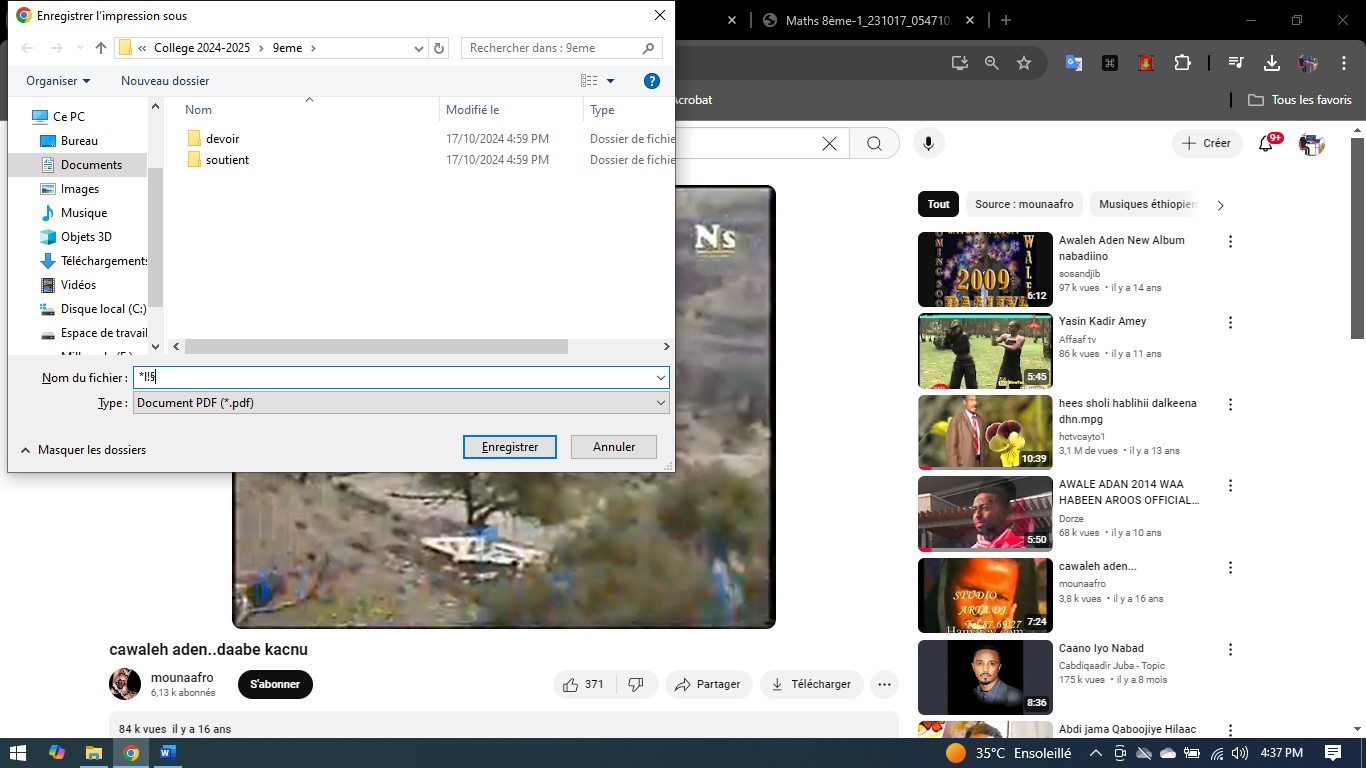 Enregistrer l'impression sous
Maths 8ème-1_231017_054710
College 2024-2025
9eme
Rechercher dans : 9eme
Organiser
Nouveau dossier
Acrobat
Tous les favoris
Ce PC
Bureau
Documents
Images
Musique
Objets 3D
Téléchargements
Vidéos
Disque local (C:)
Espace de travail
Nom
Modifié le
Type
devoir
17/10/2024 4:59 PM
Dossier de fichie
soutient
17/10/2024 4:59 PM
Dossier de fichie
Nom du fichier :
*l!§
Type :
Document PDF (*.pdf)
Masquer les dossiers
Enregistrer
Annuler
Créer
9+
Ns
Tout
Source : mounaafro
Musiques éthiopien
2009
6:12
Awaleh Aden New Album
nabadiino
sosandjib
97 k vues • il y a 14 ans
5:45
Yasin Kadir Amey
Affaaf tv
86 k vues • il y a 11 ans
10:39
hees sholi hablihii dalkeena
dhn.mpg
hctvcayto1
3,1 M de vues • il y a 13 ans
5:50
AWALE ADAN 2014 WAA
HABEEN AROOS OFFICIAL...
Dorze
68 k vues • il y a 10 ans
STUDIO
ARTA.DJ
7:24
cawaleh aden...
mounaafro
3,8 k vues • il y a 16 ans
8:36
Caano Iyo Nabad
Cabdiqaadir Juba - Topic
175 k vues • il y a 8 mois
Abdi jama Qaboojiye Hilaac
cawaleh aden..daabe kacnu
mounaafro
6,13 k abonnés
S'abonner
371
Partager
Télécharger
84 k vues il y a 16 ans
35°C Ensoleillé
4:37 PM